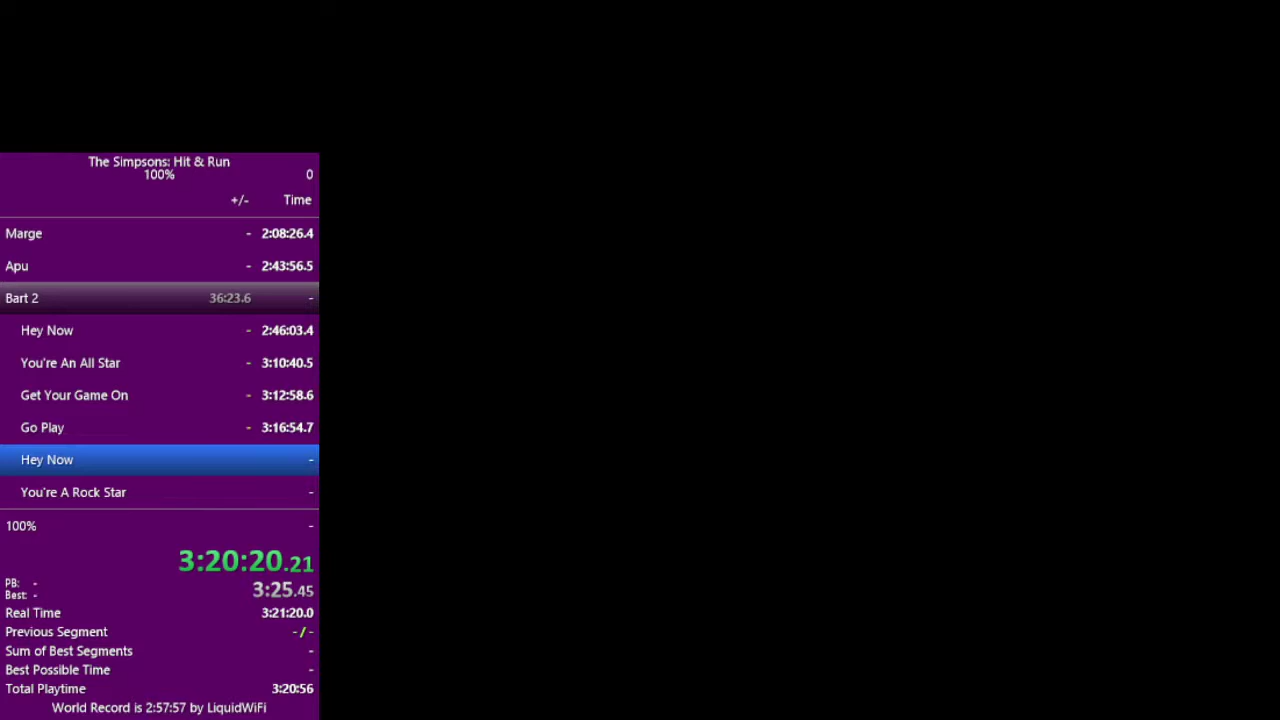 The Simpsons: Hit & Run
100% 0
+/- Time
Marge - 2:08:26.4
Apu - 2:43:56.5
Bart 2 36:23.6 -
Hey Now - 2:46:03.4
You're An All Star - 3:10:40.5
Get Your Game On - 3:12:58.6
Go Play - 3:16:54.7
Hey Now -
You're A Rock Star -
100% -
3:20:20.21
PB: -
Best: - 3:25.45
Real Time 3:21:20.0
Previous Segment - / -
Sum of Best Segments -
Best Possible Time -
Total Playtime 3:20:56
World Record is 2:57:57 by LiquidWiFi